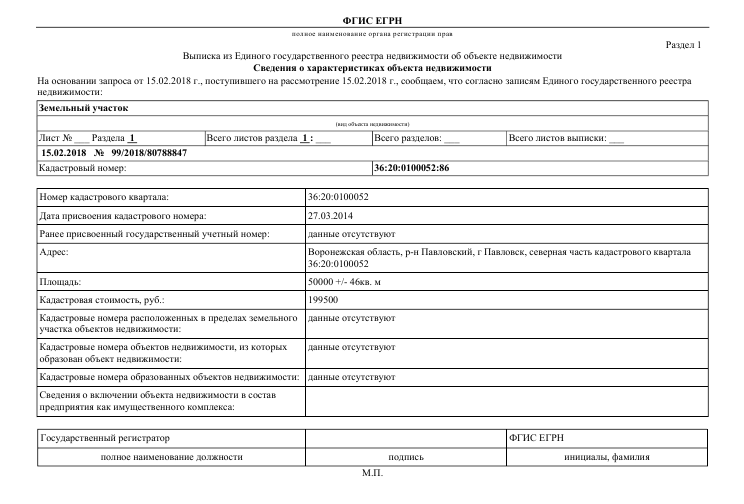 ФГИС ЕГРН
полное наименование органа регистрации прав
Раздел 1
Выписка из Единого государственного реестра недвижимости об объекте недвижимости
Сведения о характеристиках объекта недвижимости
На основании запроса от 15.02.2018 г., поступившего на рассмотрение 15.02.2018 г., сообщаем, что согласно записям Единого государственного реестра
недвижимости:
Земельный участок
(вид объекта недвижимости)
Лист № ___ Раздела 1 Всего листов раздела 1 : ___ Всего разделов: ___ Всего листов выписки: ___
15.02.2018 № 99/2018/80788847
Кадастровый номер: 36:20:0100052:86
Номер кадастрового квартала: 36:20:0100052
Дата присвоения кадастрового номера: 27.03.2014
Ранее присвоенный государственный учетный номер: данные отсутствуют
Адрес: Воронежская область, р-н Павловский, г Павловск, северная часть кадастрового квартала
36:20:0100052
Площадь: 50000 +/- 46кв. м
Кадастровая стоимость, руб.: 199500
Кадастровые номера расположенных в пределах земельного данные отсутствуют
участка объектов недвижимости:
Кадастровые номера объектов недвижимости, из которых данные отсутствуют
образован объект недвижимости:
Кадастровые номера образованных объектов недвижимости: данные отсутствуют
Сведения о включении объекта недвижимости в состав
предприятия как имущественного комплекса:
Государственный регистратор ФГИС ЕГРН
полное наименование должности подпись инициалы, фамилия
М.П.